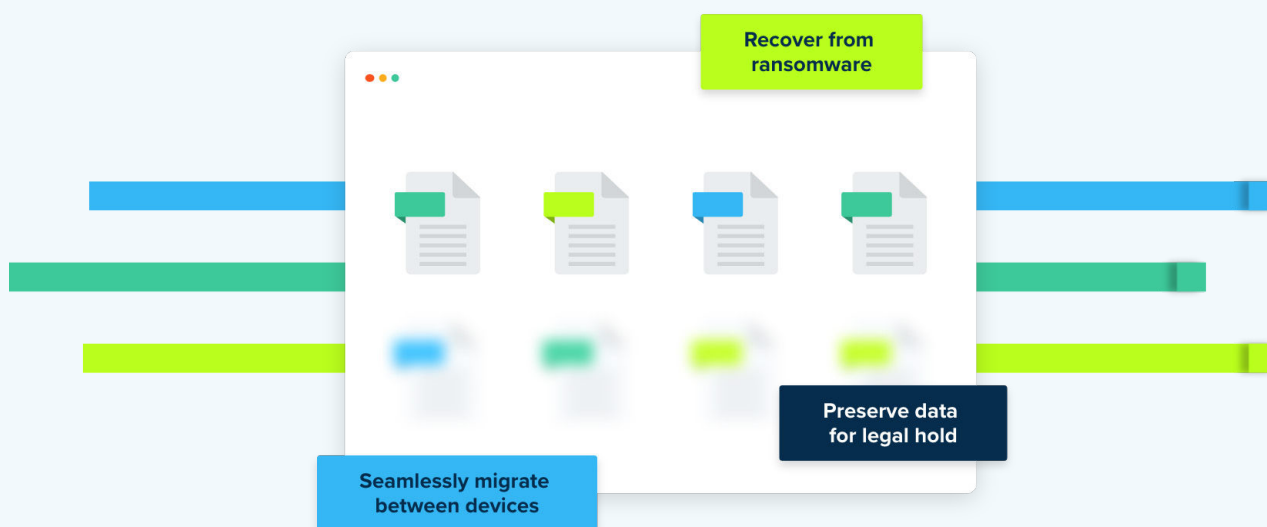 Recover from
ransomware
Preserve data
for legal hold
Seamlessly migrate
between devices